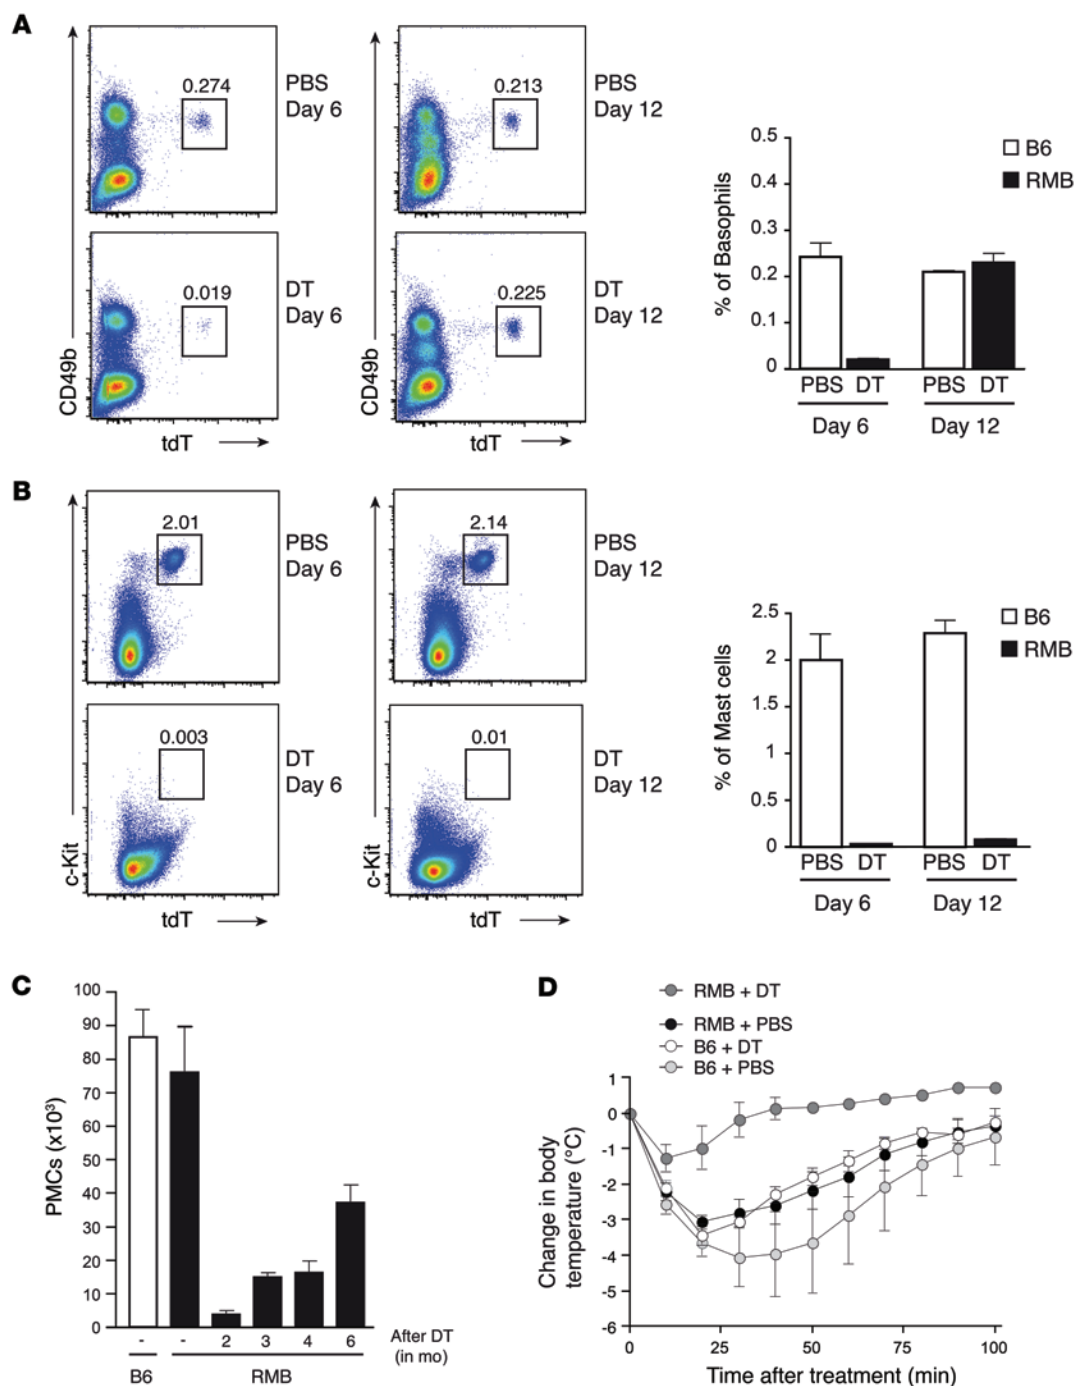 A
0.274
PBS
Day 6
0.213
PBS
Day 12
0.019
DT
Day 6
0.225
DT
Day 12
CD49b
CD49b
tdT
tdT
% of Basophils
0.5
0.4
0.3
0.2
0.1
0
B6
RMB
PBS DT PBS DT
Day 6 Day 12
B
2.01
PBS
Day 6
2.14
PBS
Day 12
0.003
DT
Day 6
0.01
DT
Day 12
c-Kit
c-Kit
tdT
tdT
% of Mast cells
2.5
2
1.5
1
0.5
0
B6
RMB
PBS DT PBS DT
Day 6 Day 12
C
PMCs (x10³)
100
90
80
70
60
50
40
30
20
10
0
- - 2 3 4 6
After DT
(in mo)
B6 RMB
D
RMB + DT
RMB + PBS
B6 + DT
B6 + PBS
Change in body
temperature (°C)
1
0
-1
-2
-3
-4
-5
-6
0 25 50 75 100
Time after treatment (min)